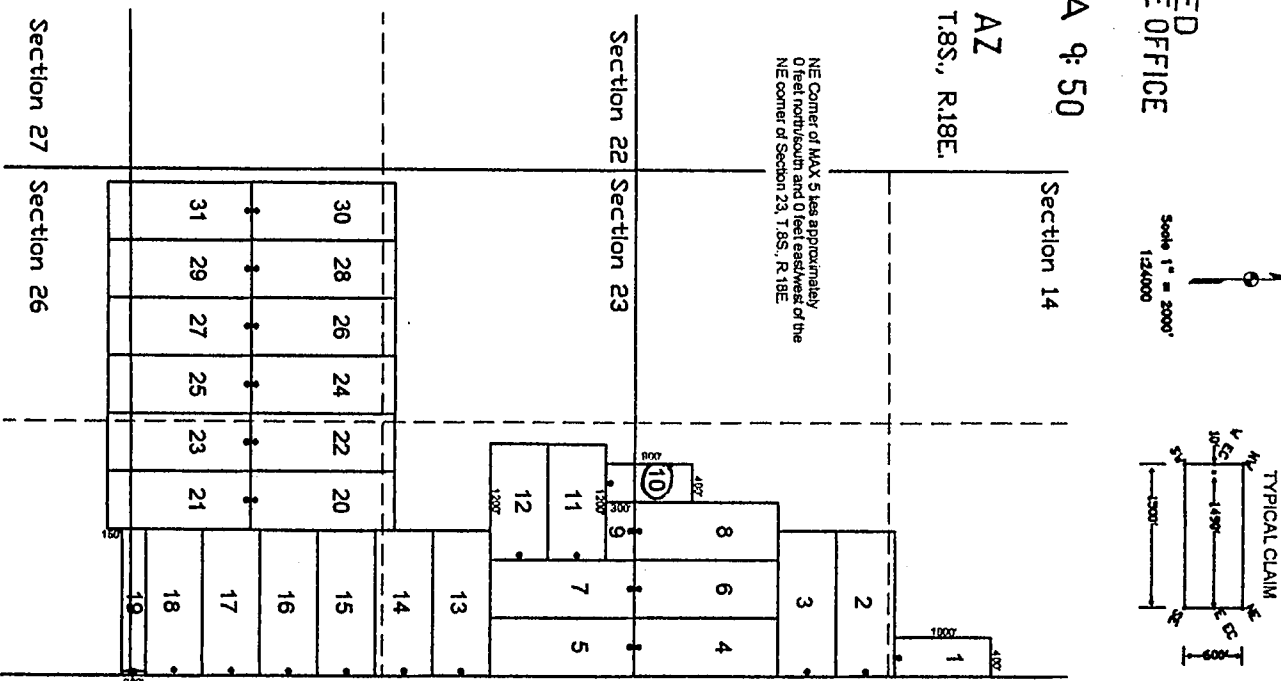 ED
E OFFICE
A 9:50
AZ
T.8S., R.18E.
Scale 1" = 2000'
1:24000
TYPICAL CLAIM
NE
E EC
10'
1490'
1500'
600'
NE Corner of MAX 5 lies approximately
0 feet north/south and 0 feet east/west of the
NE corner of Section 23, T.8S., R.18E.
Section 14
Section 22
Section 23
Section 27
Section 26
1
1000'
400'
2
3
4
5
6
7
8
9
300'
10
800'
400'
11
1200'
12
1200'
13
14
15
16
17
18
19
150'
20
21
22
23
24
25
26
27
28
29
30
31